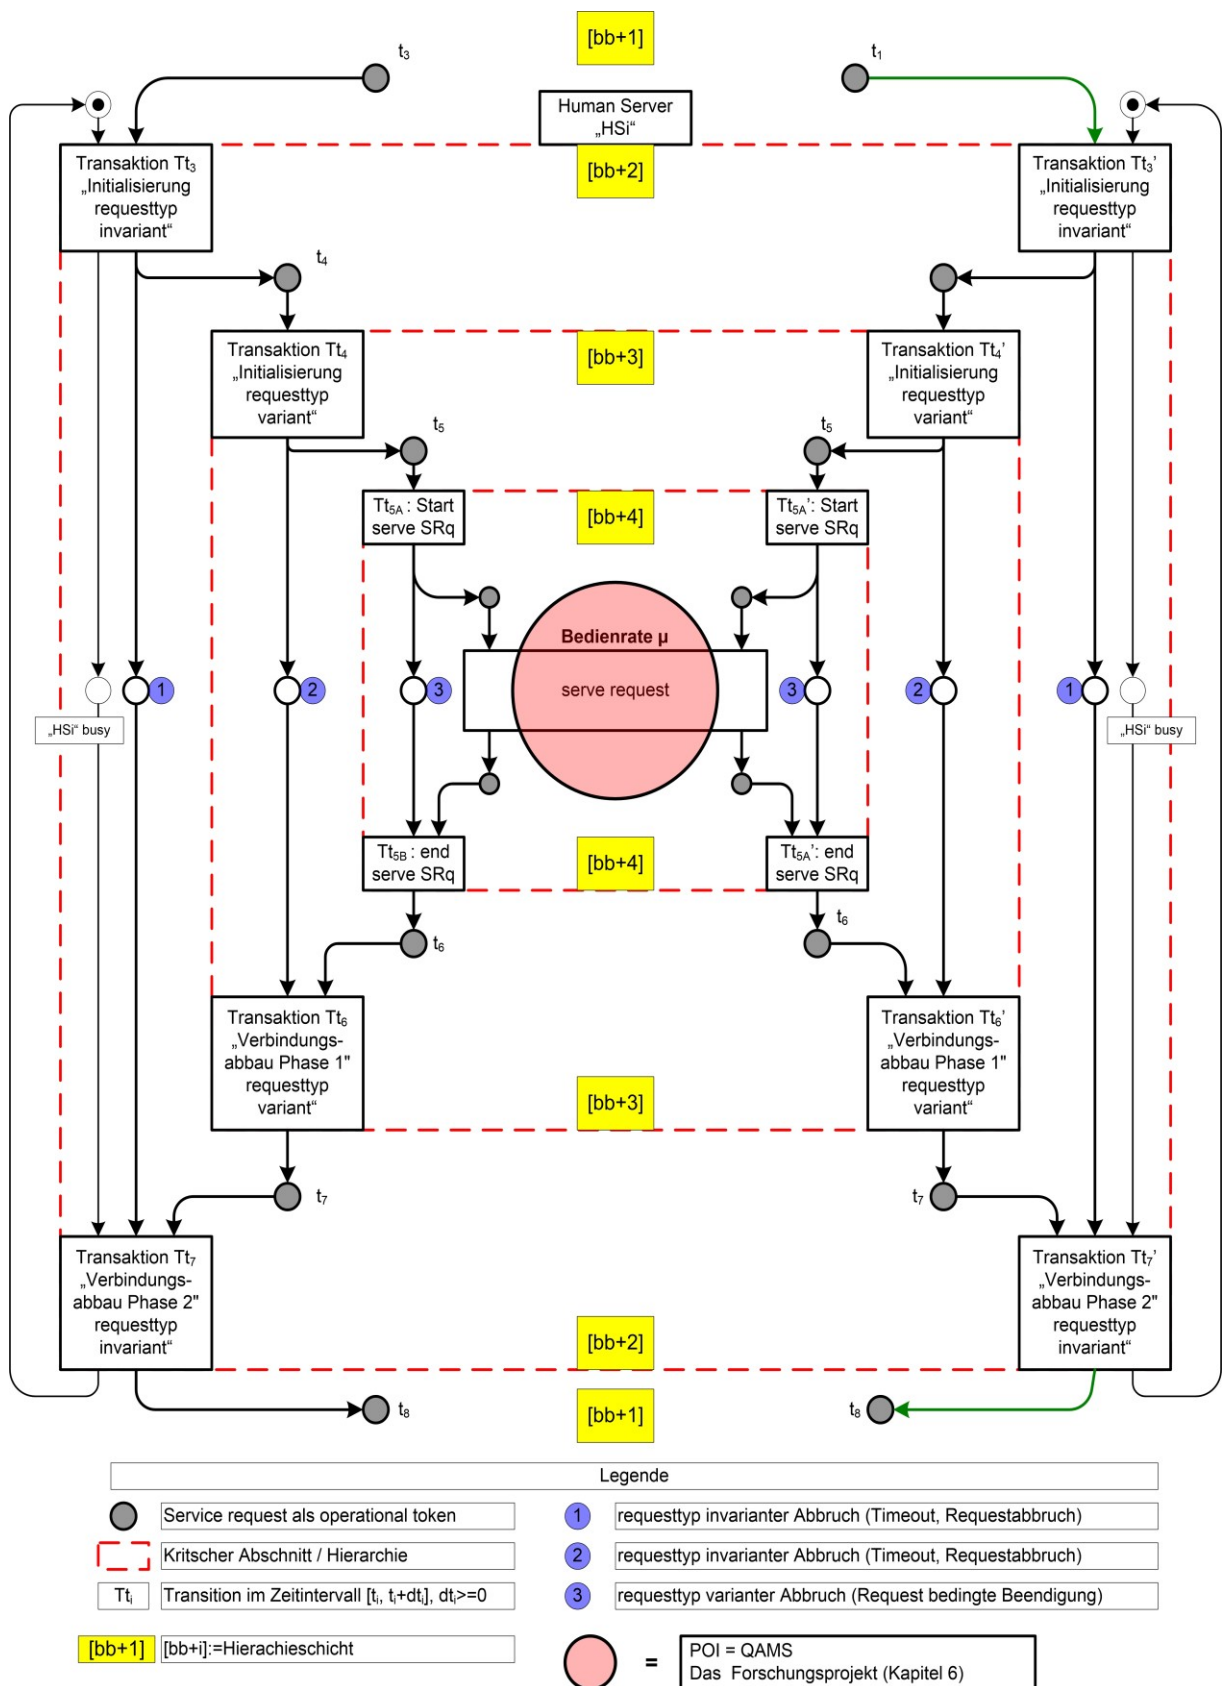 [bb+1]
t3
t1
Human Server
„HSi“
[bb+2]
Transaktion Tt3
„Initialisierung
requesttyp
invariant“
Transaktion Tt3’
„Initialisierung
requesttyp
invariant“
t4
[bb+3]
Transaktion Tt4
„Initialisierung
requesttyp
variant“
Transaktion Tt4’
„Initialisierung
requesttyp
variant“
t5
t5
[bb+4]
Tt5A : Start
serve SRq
Tt5A’: Start
serve SRq
Bedienrate µ
serve request
1
2
3
3
2
1
„HSi“ busy
„HSi“ busy
[bb+4]
Tt5B : end
serve SRq
Tt5A’: end
serve SRq
t6
t6
Transaktion Tt6
„Verbindungs-
abbau Phase 1"
requesttyp
variant“
Transaktion Tt6’
„Verbindungs-
abbau Phase 1"
requesttyp
variant“
[bb+3]
t7
t7
Transaktion Tt7
„Verbindungs-
abbau Phase 2"
requesttyp
invariant“
Transaktion Tt7’
„Verbindungs-
abbau Phase 2"
requesttyp
invariant“
[bb+2]
[bb+1]
t8
t8
Legende
Service request als operational token
1 requesttyp invarianter Abbruch (Timeout, Requestabbruch)
Kritscher Abschnitt / Hierarchie
2 requesttyp invarianter Abbruch (Timeout, Requestabbruch)
Tti Transition im Zeitintervall [ti, ti+dti], dti>=0
3 requesttyp varianter Abbruch (Request bedingte Beendigung)
[bb+1] [bb+i]:=Hierachieschicht
= POI = QAMS
Das Forschungsprojekt (Kapitel 6)